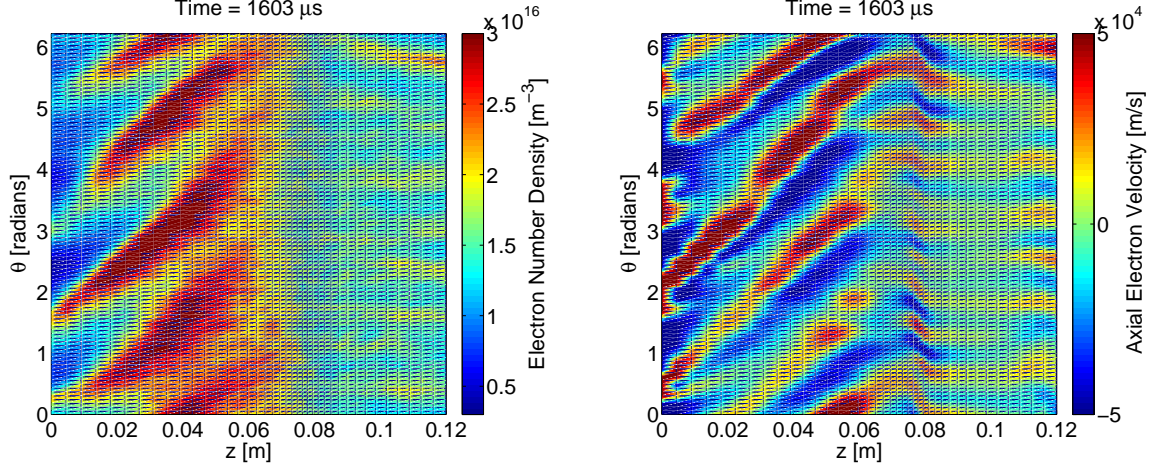 Time = 1603 μs
x 10^16
θ [radians]
6
5
4
3
2
1
0
0 0.02 0.04 0.06 0.08 0.1 0.12
z [m]
3
2.5
2
1.5
1
0.5
Electron Number Density [m^−3]
Time = 1603 μs
x 10^4
θ [radians]
6
5
4
3
2
1
0
0 0.02 0.04 0.06 0.08 0.1 0.12
z [m]
5
0
−5
Axial Electron Velocity [m/s]